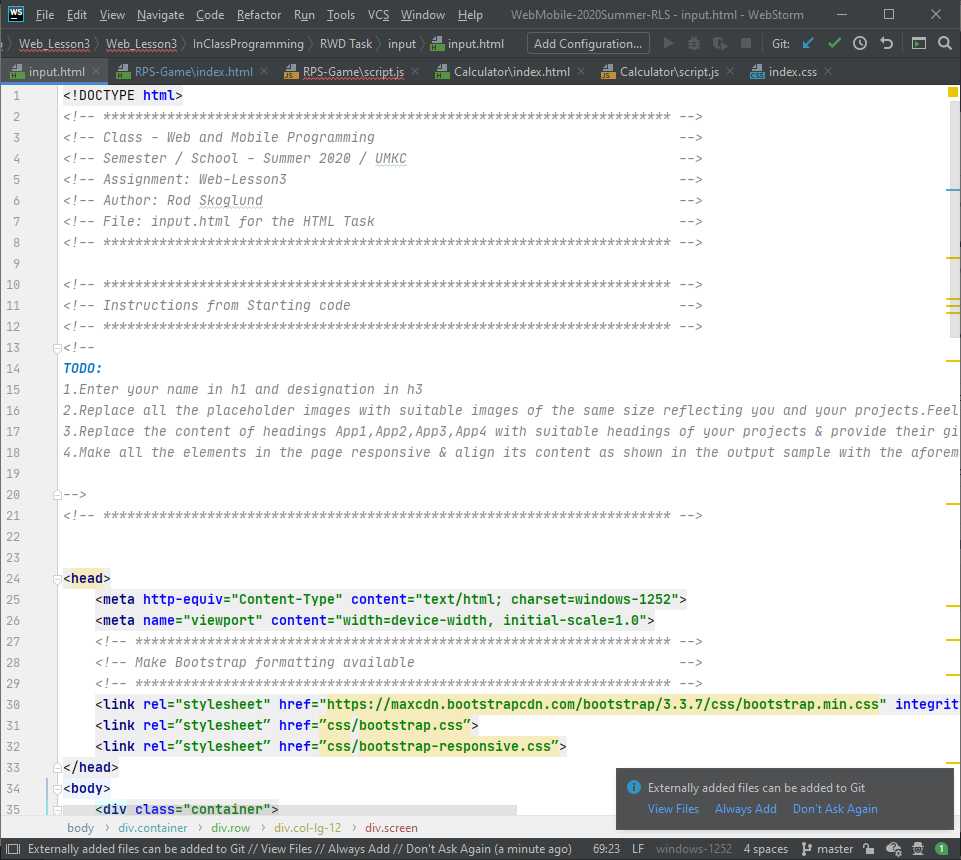 WS File Edit View Navigate Code Refactor Run Tools VCS Window Help WebMobile-2020Summer-RLS - input.html - WebStorm
Web_Lesson3 Web_Lesson3 InClassProgramming RWD Task input input.html Add Configuration... Git:
input.html RPS-Game\index.html RPS-Game\script.js Calculator\index.html Calculator\script.js index.css
1 <!DOCTYPE html>
2 <!-- *********************************************************************** -->
3 <!-- Class - Web and Mobile Programming -->
4 <!-- Semester / School - Summer 2020 / UMKC -->
5 <!-- Assignment: Web-Lesson3 -->
6 <!-- Author: Rod Skoglund -->
7 <!-- File: input.html for the HTML Task -->
8 <!-- *********************************************************************** -->
9
10 <!-- *********************************************************************** -->
11 <!-- Instructions from Starting code -->
12 <!-- *********************************************************************** -->
13 <!--
14 TODO:
15 1.Enter your name in h1 and designation in h3
16 2.Replace all the placeholder images with suitable images of the same size reflecting you and your projects.Feel
17 3.Replace the content of headings App1,App2,App3,App4 with suitable headings of your projects & provide their gi
18 4.Make all the elements in the page responsive & align its content as shown in the output sample with the aforem
19
20 -->
21 <!-- *********************************************************************** -->
22
23
24 <head>
25 <meta http-equiv="Content-Type" content="text/html; charset=windows-1252">
26 <meta name="viewport" content="width=device-width, initial-scale=1.0">
27 <!-- ******************************************************************* -->
28 <!-- Make Bootstrap formatting available -->
29 <!-- ******************************************************************* -->
30 <link rel="stylesheet" href="https://maxcdn.bootstrapcdn.com/bootstrap/3.3.7/css/bootstrap.min.css" integrit
31 <link rel=”stylesheet” href=”css/bootstrap.css”>
32 <link rel=”stylesheet” href=”css/bootstrap-responsive.css”>
33 </head>
34 <body>
35 <div class="container">
Externally added files can be added to Git
View Files Always Add Don't Ask Again
body div.container div.row div.col-lg-12 div.screen
Externally added files can be added to Git // View Files // Always Add // Don't Ask Again (a minute ago) 69:23 LF windows-1252 4 spaces master 1